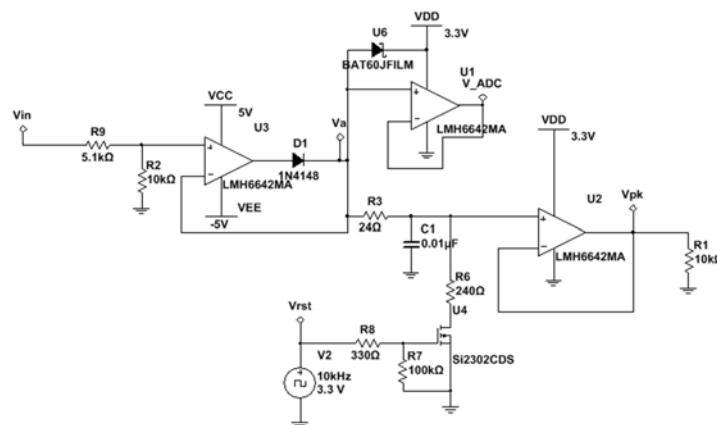 VDD
3.3V
U6
BAT60JFILM
U1
V_ADC
LMH6642MA
VCC
5V
U3
Vin
R9
5.1kΩ
R2
10kΩ
LMH6642MA
D1
1N4148
Va
VEE
-5V
VDD
3.3V
R3
24Ω
C1
0.01µF
U2
Vpk
LMH6642MA
R1
10kΩ
R6
240Ω
U4
Si2302CDS
Vrst
V2
10kHz
3.3 V
R8
330Ω
R7
100kΩ